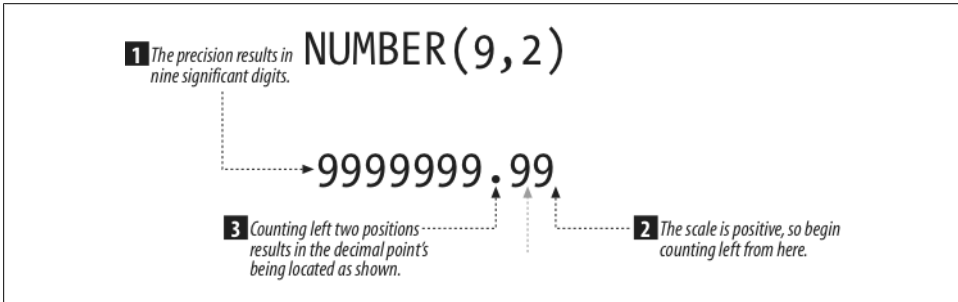 NUMBER(9,2)
1 The precision results in
nine significant digits.
9999999.99
3 Counting left two positions
results in the decimal point's
being located as shown.
2 The scale is positive, so begin
counting left from here.